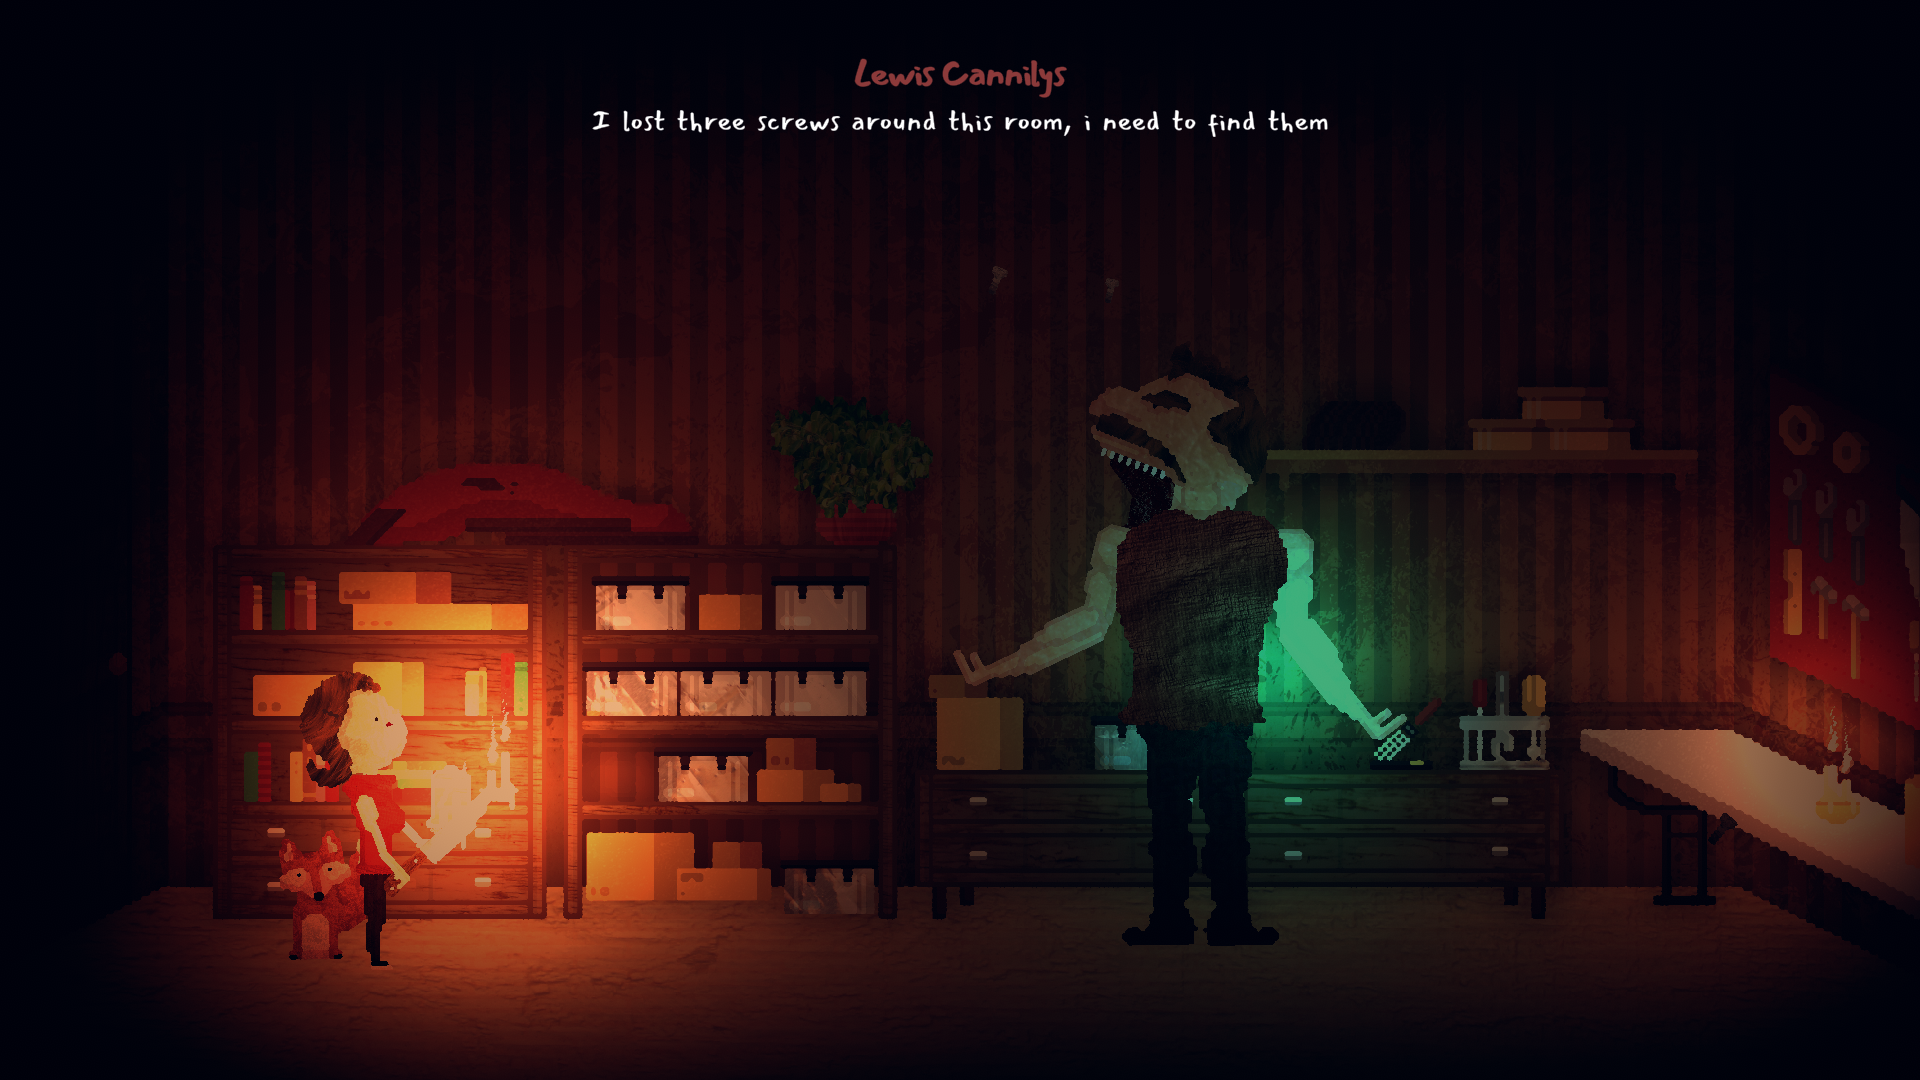 Lewis Cannilys
I lost three screws around this room, i need to find them